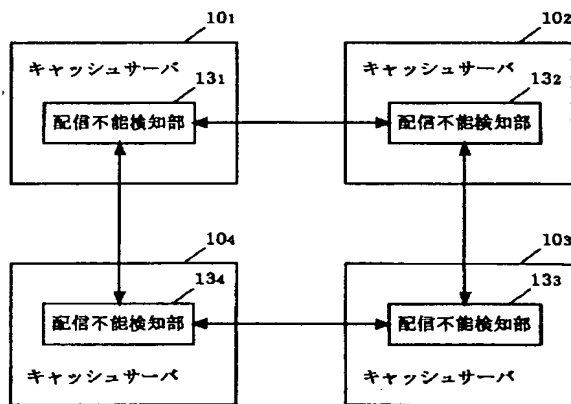 10₁
キャッシュサーバ
13₁
配信不能検知部
10₂
キャッシュサーバ
13₂
配信不能検知部
10₄
13₄
配信不能検知部
キャッシュサーバ
10₃
13₃
配信不能検知部
キャッシュサーバ